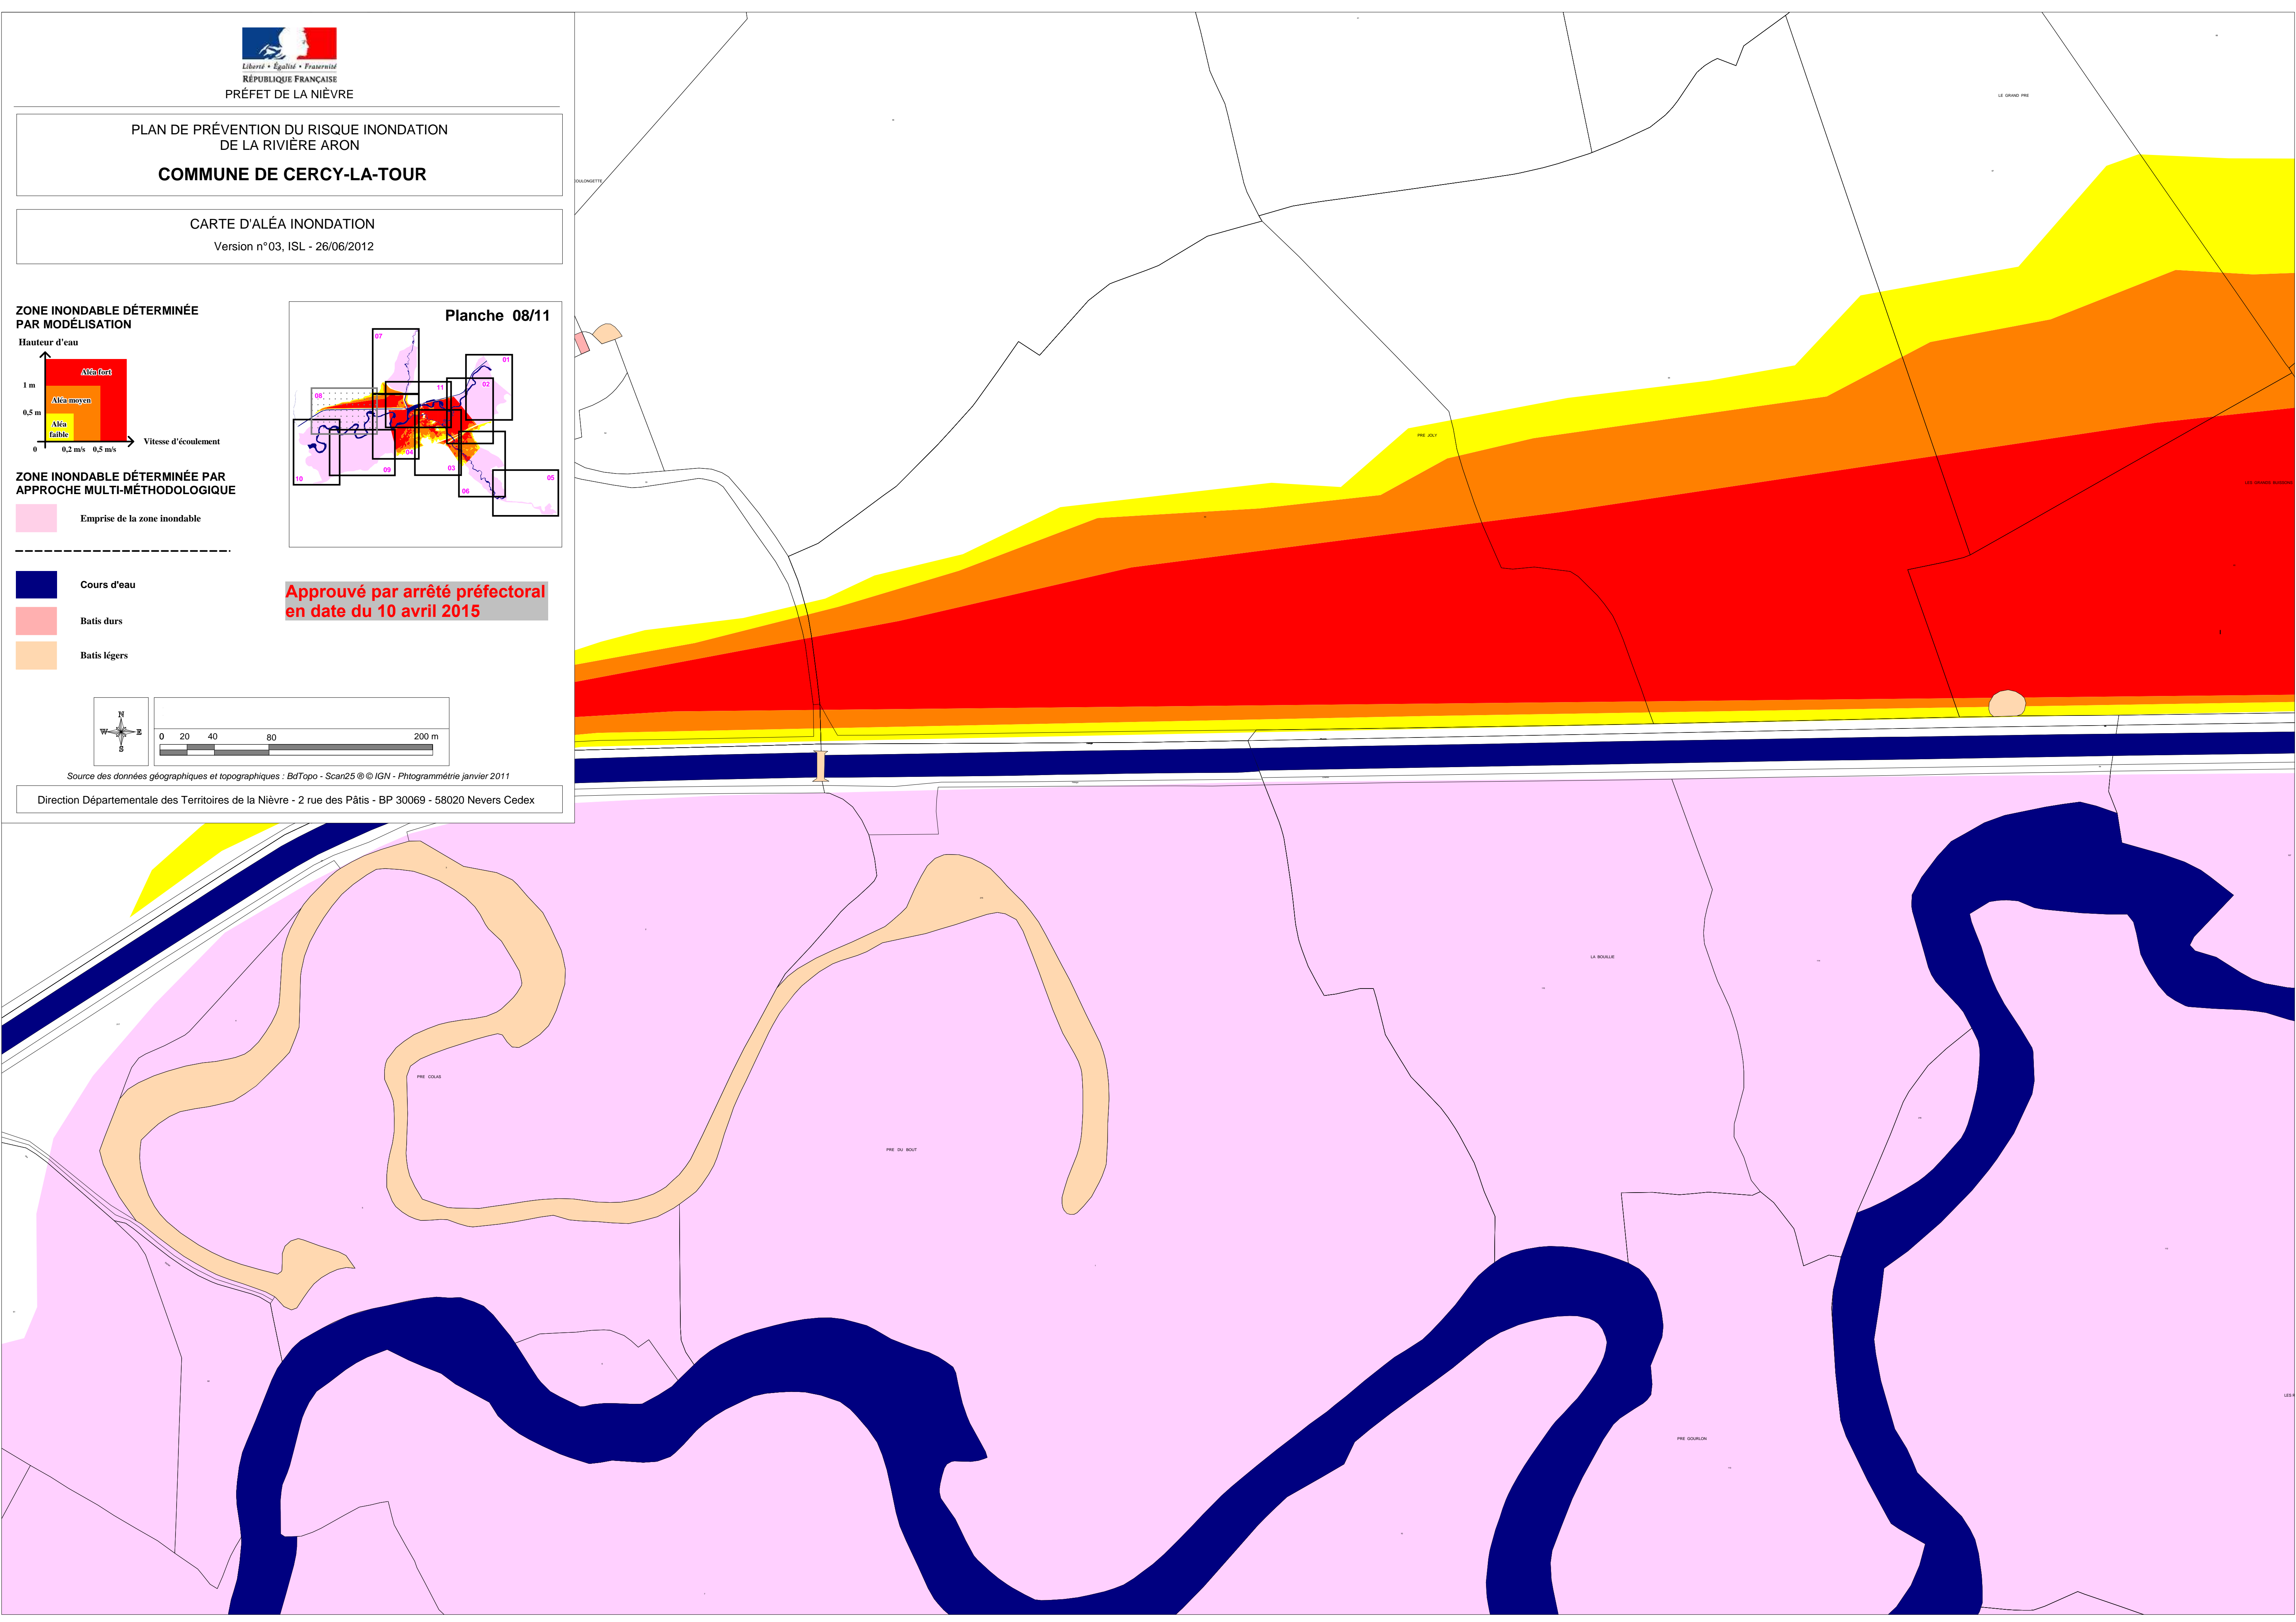 Liberté • Égalité • Fraternité
RÉPUBLIQUE FRANÇAISE
PRÉFET DE LA NIÈVRE
PLAN DE PRÉVENTION DU RISQUE INONDATION
DE LA RIVIÈRE ARON
COMMUNE DE CERCY-LA-TOUR
CARTE D'ALÉA INONDATION
Version n°03, ISL - 26/06/2012
ZONE INONDABLE DÉTERMINÉE
PAR MODÉLISATION
Hauteur d'eau
1 m
0,5 m
0
Aléa fort
Aléa moyen
Aléa
faible
0,2 m/s 0,5 m/s
Vitesse d'écoulement
ZONE INONDABLE DÉTERMINÉE PAR
APPROCHE MULTI-MÉTHODOLOGIQUE
Emprise de la zone inondable
Cours d'eau
Batis durs
Batis légers
Planche 08/11
07
01
02
11
08
04
03
09
10
06
05
Approuvé par arrêté préfectoral
en date du 10 avril 2015
N
W E
S
0 20 40 80 200 m
Source des données géographiques et topographiques : BdTopo - Scan25 ® © IGN - Phtogrammétrie janvier 2011
Direction Départementale des Territoires de la Nièvre - 2 rue des Pâtis - BP 30069 - 58020 Nevers Cedex
OULONGETTE
LE GRAND PRE
PRE JOLY
LES GRANDS
LA BOUILLIE
PRE COLAS
PRE DU BOUT
PRE GOURLON
LES P